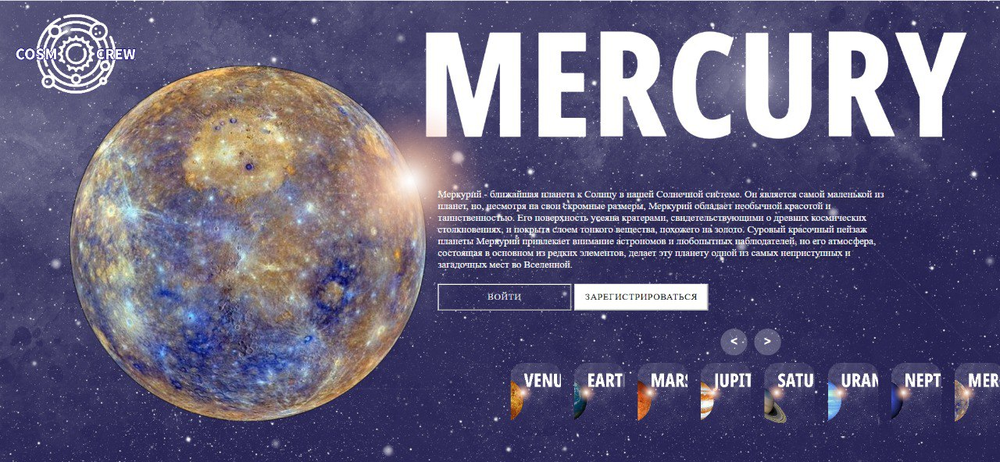 COSM CREW
MERCURY
Меркурий - ближайшая планета к Солнцу в нашей Солнечной системе. Он является самой маленькой из
планет, но, несмотря на свои скромные размеры, Меркурий обладает необычной красотой и
таинственностью. Его поверхность усеяна кратерами, свидетельствующими о древних космических
столкновениях, и покрыта слоем тонкого вещества, похожего на золото. Суровый красочный пейзаж
планеты Меркурий привлекает внимание астрономов и любопытных наблюдателей, но его атмосфера,
состоящая в основном из редких элементов, делает эту планету одной из самых неприступных и
загадочных мест во Вселенной.
ВОЙТИ ЗАРЕГИСТРИРОВАТЬСЯ
< >
VENU EART MARS JUPIT SATU URAN NEPT MER